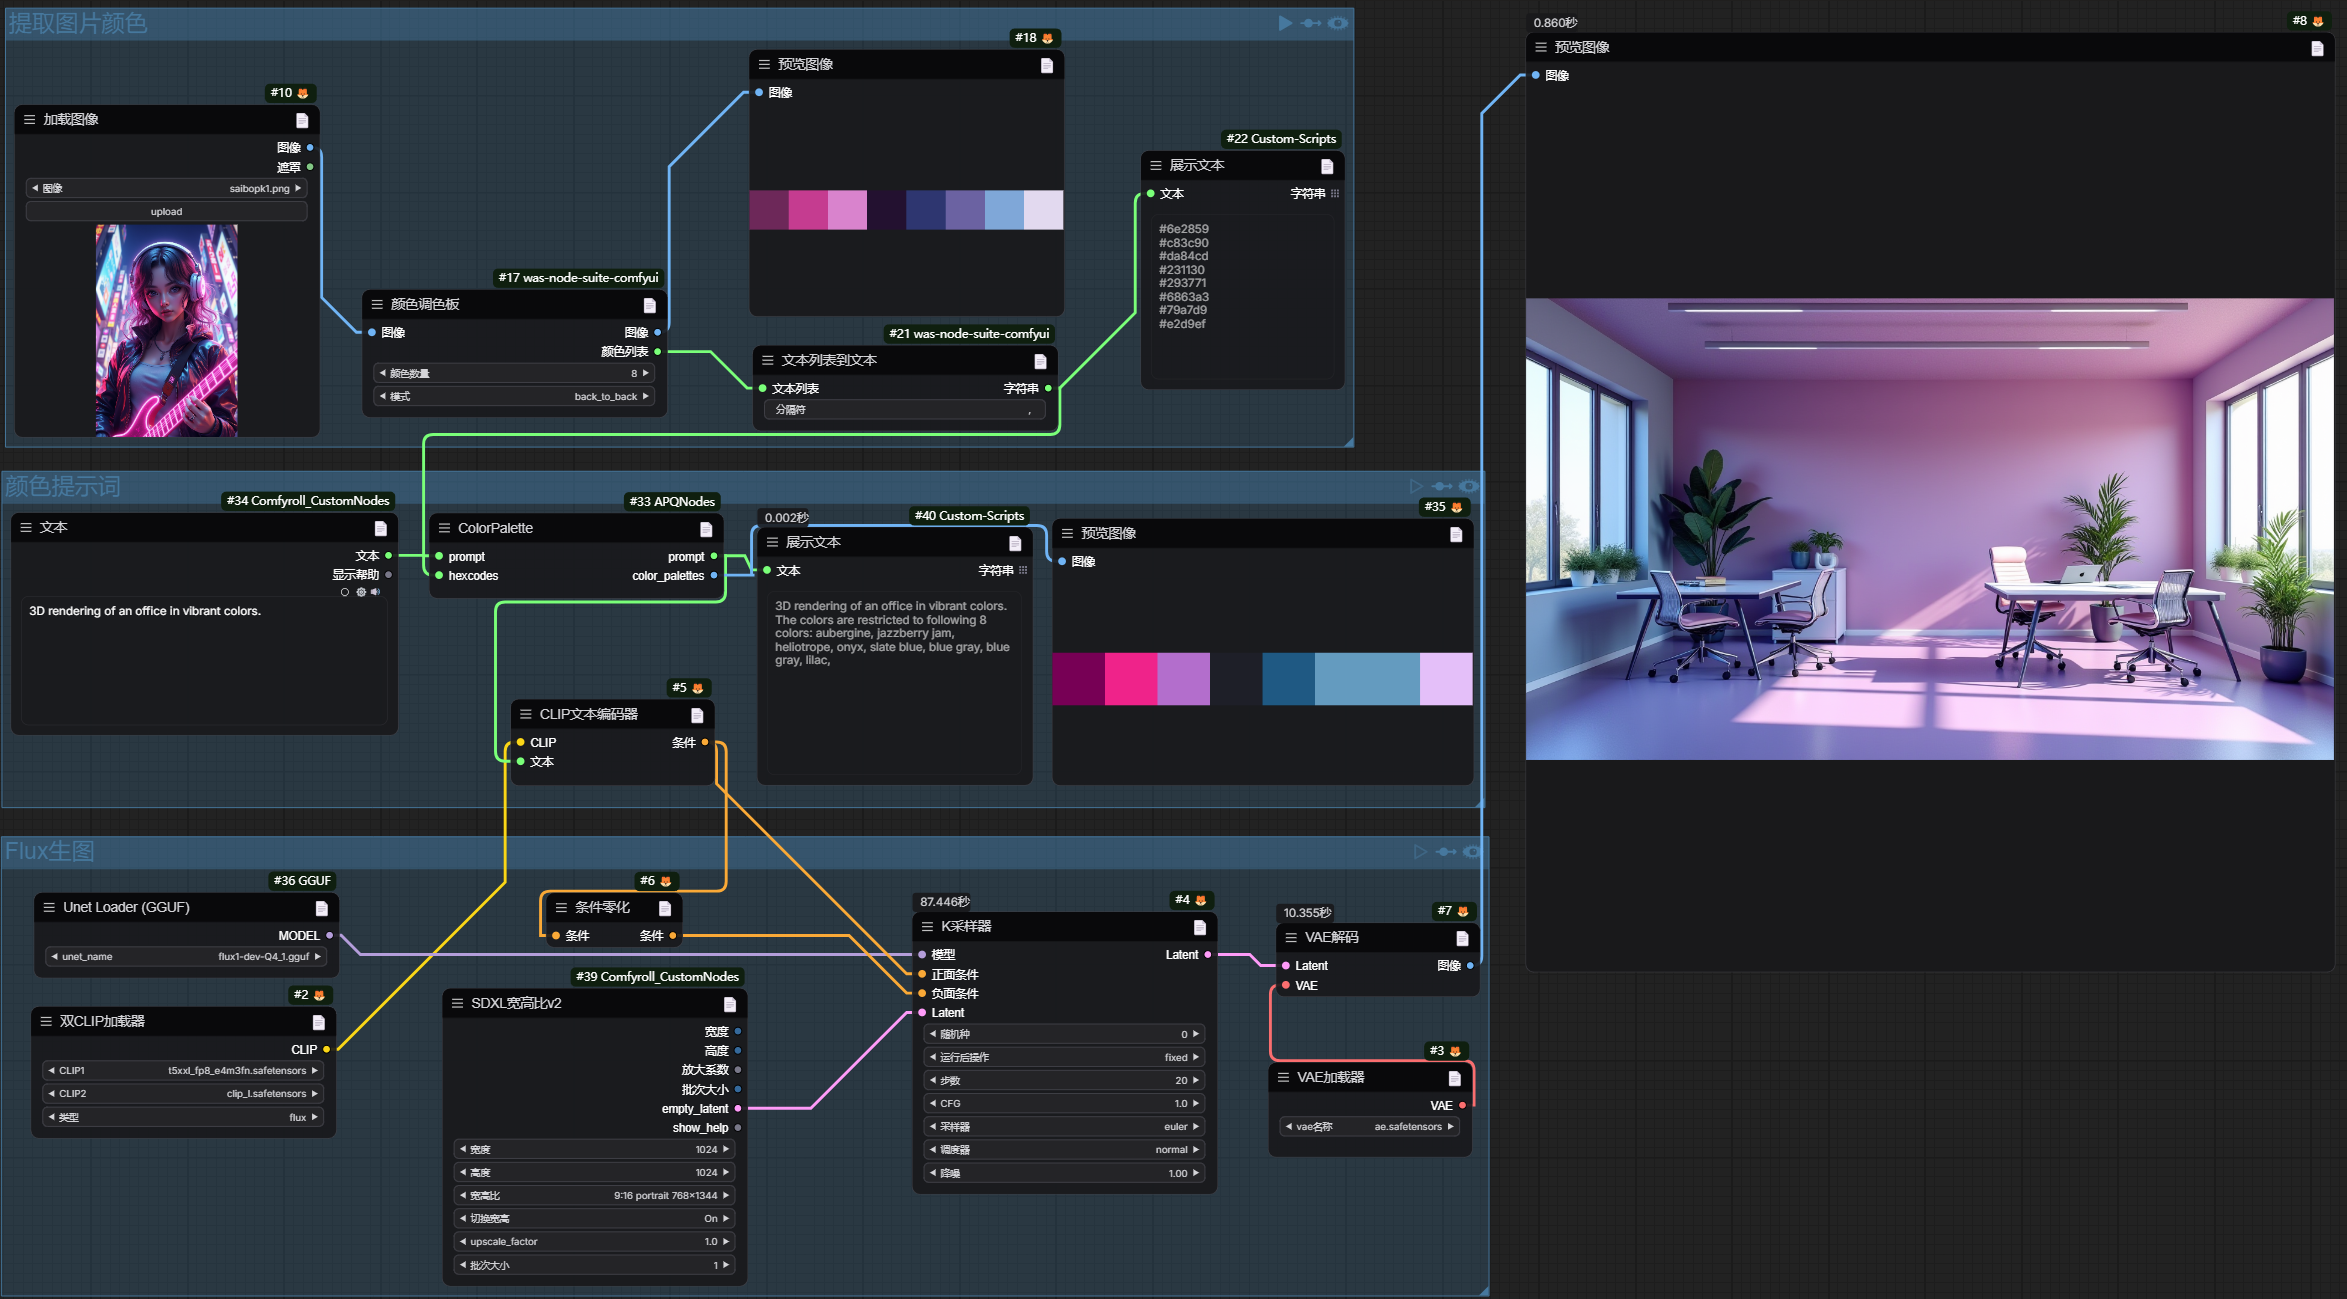 提取图片颜色
#10
加载图像
图像
遮罩
图像 saibopk1.png
upload
#17 was-node-suite-comfyui
颜色调色板
图像 图像
颜色列表
颜色数量 8
模式 back_to_back
#18
预览图像
图像
#21 was-node-suite-comfyui
文本列表到文本
文本列表 字符串
分隔符 ,
#22 Custom-Scripts
展示文本
文本 字符串
#6e2859
#c83c90
#da84cd
#231130
#293771
#6863a3
#79a7d9
#e2d9ef
0.860秒 #8
预览图像
图像
颜色提示词
#34 Comfyroll_CustomNodes
文本
文本
显示帮助
3D rendering of an office in vibrant colors.
#33 APQNodes
ColorPalette
prompt prompt
hexcodes color_palettes
0.002秒 #40 Custom-Scripts
展示文本
文本 字符串
3D rendering of an office in vibrant colors.
The colors are restricted to following 8
colors: aubergine, jazzberry jam,
heliotrope, onyx, slate blue, blue gray, blue
gray, lilac,
#35
预览图像
图像
#5
CLIP文本编码器
CLIP 条件
文本
Flux生图
#36 GGUF
Unet Loader (GGUF)
MODEL
unet_name flux1-dev-Q4_1.gguf
#2
双CLIP加载器
CLIP
CLIP1 t5xxl_fp8_e4m3fn.safetensors
CLIP2 clip_l.safetensors
类型 flux
#6
条件零化
条件 条件
#39 Comfyroll_CustomNodes
SDXL宽高比v2
宽度
高度
放大系数
批次大小
empty_latent
show_help
宽度 1024
高度 1024
宽高比 9:16 portrait 768×1344
切换宽高 On
upscale_factor 1.0
批次大小 1
87.446秒 #4
K采样器
模型 Latent
正面条件
负面条件
Latent
随机种 0
运行后操作 fixed
步数 20
CFG 1.0
采样器 euler
调度器 normal
降噪 1.00
10.355秒 #7
VAE解码
Latent 图像
VAE
#3
VAE加载器
VAE
vae名称 ae.safetensors